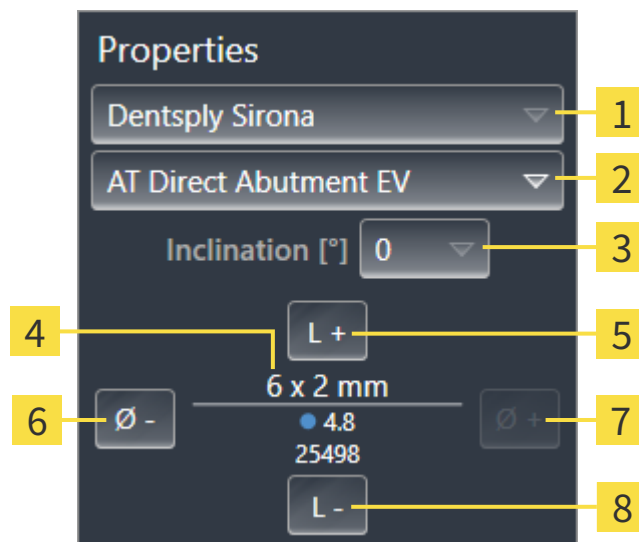 Properties
Dentsply Sirona
1
AT Direct Abutment EV
2
Inclination [°] 0
3
L +
4
5
6 x 2 mm
6
Ø -
4.8
Ø +
7
25498
L -
8